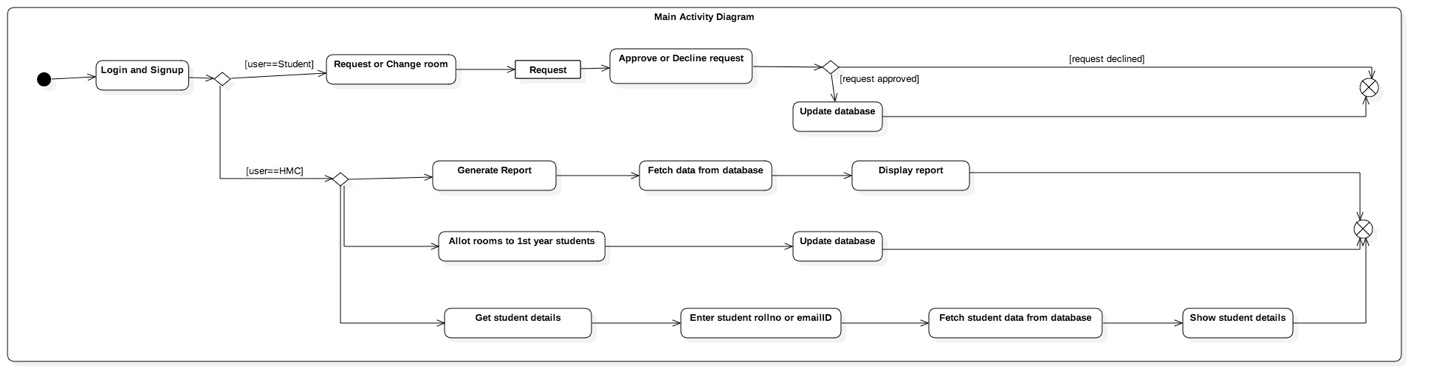 Main Activity Diagram
Login and Signup
[user==Student]
Request or Change room
Request
Approve or Decline request
[request declined]
[request approved]
Update database
[user==HMC]
Generate Report
Fetch data from database
Display report
Allot rooms to 1st year students
Update database
Get student details
Enter student rollno or emailID
Fetch student data from database
Show student details